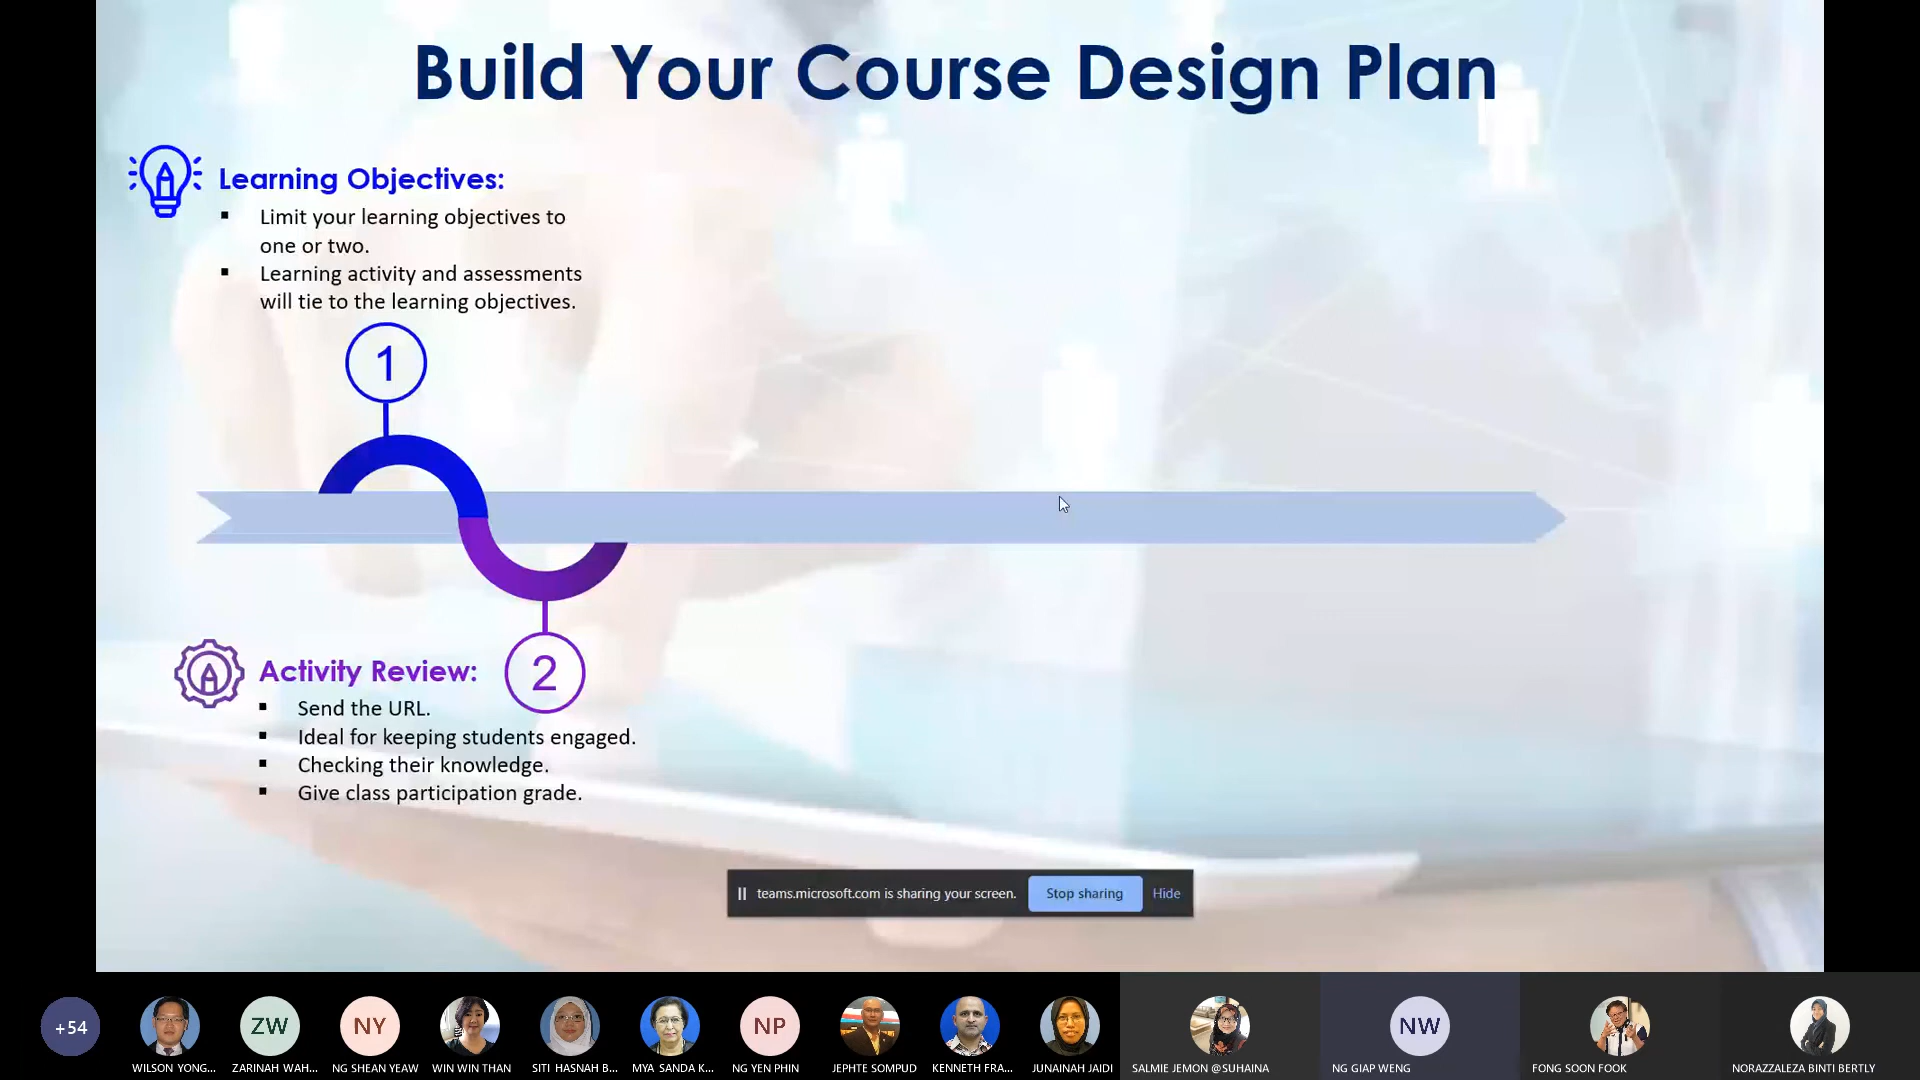 Build Your Course Design Plan
Learning Objectives:
▪ Limit your learning objectives to
one or two.
▪ Learning activity and assessments
will tie to the learning objectives.
1
2
Activity Review:
▪ Send the URL.
▪ Ideal for keeping students engaged.
▪ Checking their knowledge.
▪ Give class participation grade.
teams.microsoft.com is sharing your screen. Stop sharing Hide
+54 ZW NY NP NW
WILSON YONG... ZARINAH WAH... NG SHEAN YEAW WIN WIN THAN SITI HASNAH B... MYA SANDA K... NG YEN PHIN JEPHTE SOMPUD KENNETH FRA... JUNAINAH JAIDI SALMIE JEMON @SUHAINA NG GIAP WENG FONG SOON FOOK NORAZZALEZA BINTI BERTLY